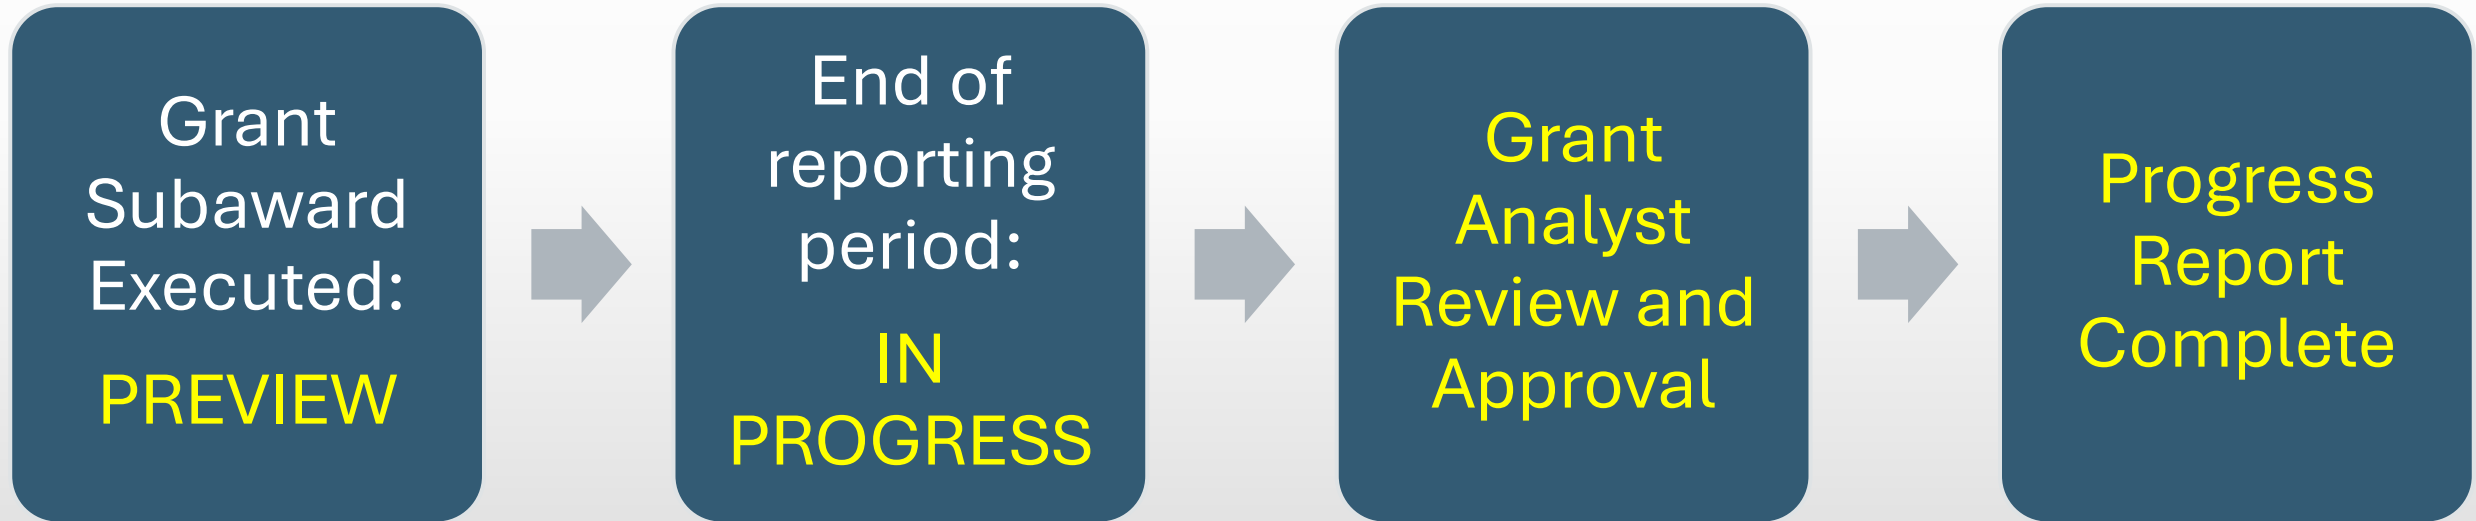 Grant
Subaward
Executed:
PREVIEW
End of
reporting
period:
IN
PROGRESS
Grant
Analyst
Review and
Approval
Progress
Report
Complete